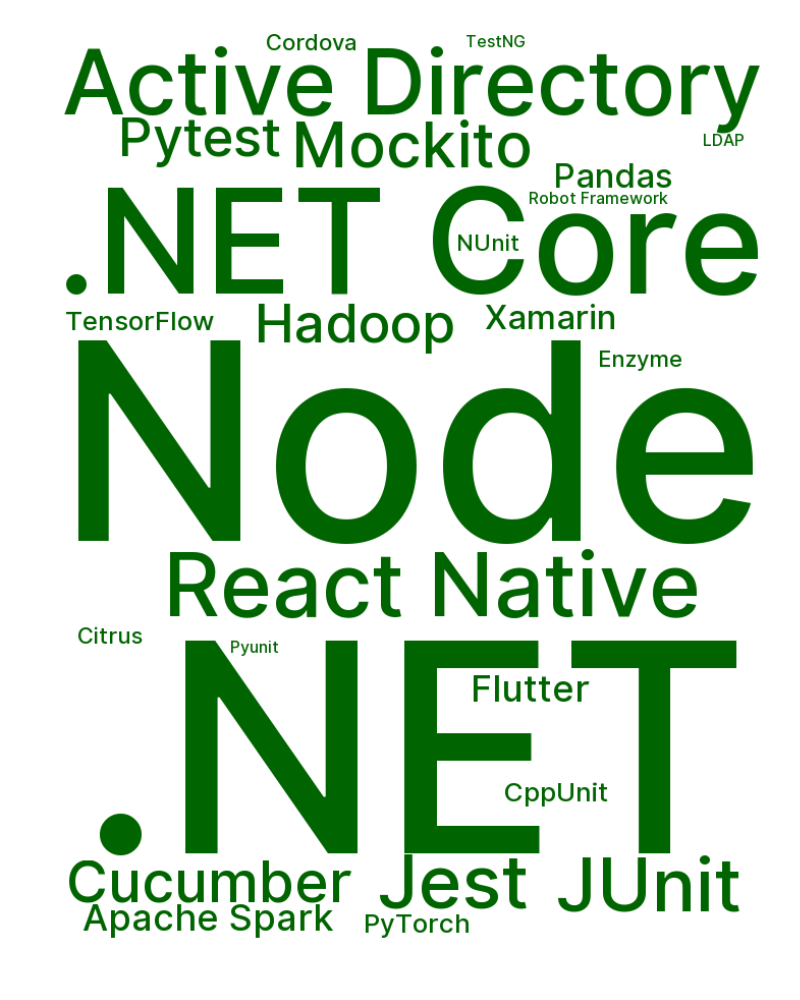 Cordova
TestNG
Active Directory
Pytest
Mockito
LDAP
Pandas
Robot Framework
.NET Core
NUnit
TensorFlow
Hadoop
Xamarin
Enzyme
Node
React Native
Citrus
Pyunit
.NET
Flutter
CppUnit
Cucumber
Jest
JUnit
Apache Spark
PyTorch